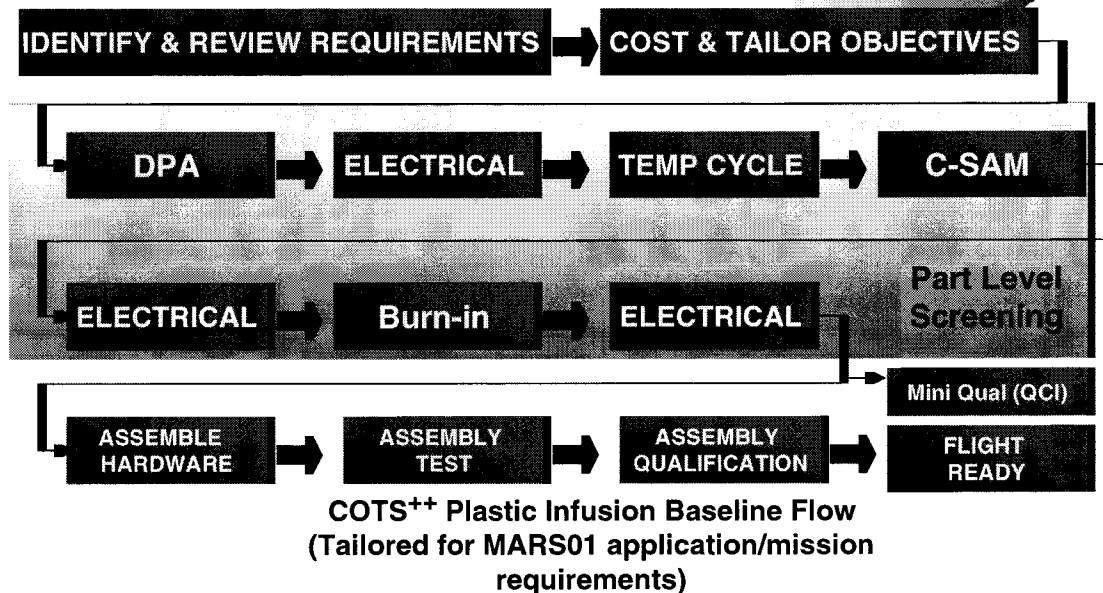 IDENTIFY & REVIEW REQUIREMENTS
COST & TAILOR OBJECTIVES
DPA
ELECTRICAL
TEMP CYCLE
C-SAM
ELECTRICAL
Burn-in
ELECTRICAL
Part Level
Screening
Mini Qual (QCI)
ASSEMBLE
HARDWARE
ASSEMBLY
TEST
ASSEMBLY
QUALIFICATION
FLIGHT
READY
COTS++ Plastic Infusion Baseline Flow
(Tailored for MARS01 application/mission
requirements)